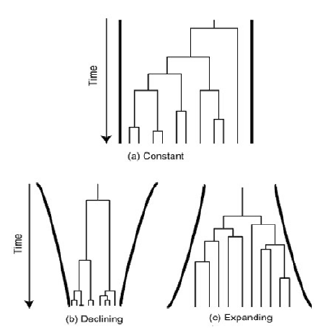 Time
(a) Constant
Time
(b) Declining
(c) Expanding